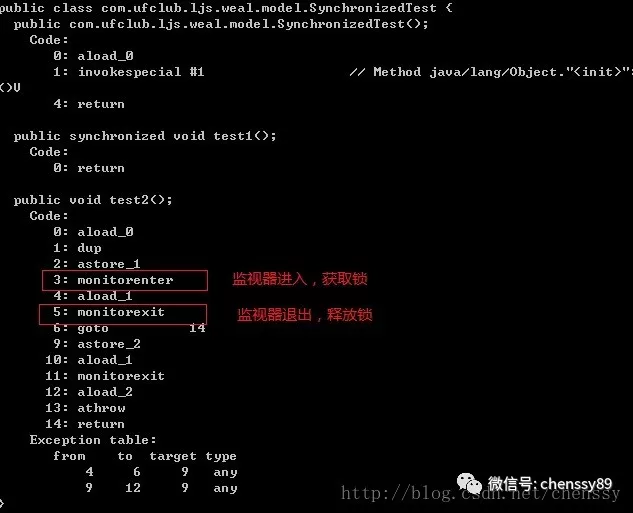 public class com.ufclub.ljs.weal.model.SynchronizedTest {
public com.ufclub.ljs.weal.model.SynchronizedTest();
Code:
0: aload_0
1: invokespecial #1 // Method java/lang/Object."<init>":
()V
4: return
public synchronized void test1();
Code:
0: return
public void test2();
Code:
0: aload_0
1: dup
2: astore_1
3: monitorenter 监视器进入，获取锁
4: aload_1
5: monitorexit 监视器退出，释放锁
6: goto 14
9: astore_2
10: aload_1
11: monitorexit
12: aload_2
13: athrow
14: return
Exception table:
from to target type
4 6 9 any
9 12 9 any
}
微信号: chenssy89
http://blog.csdn.net/chenssy